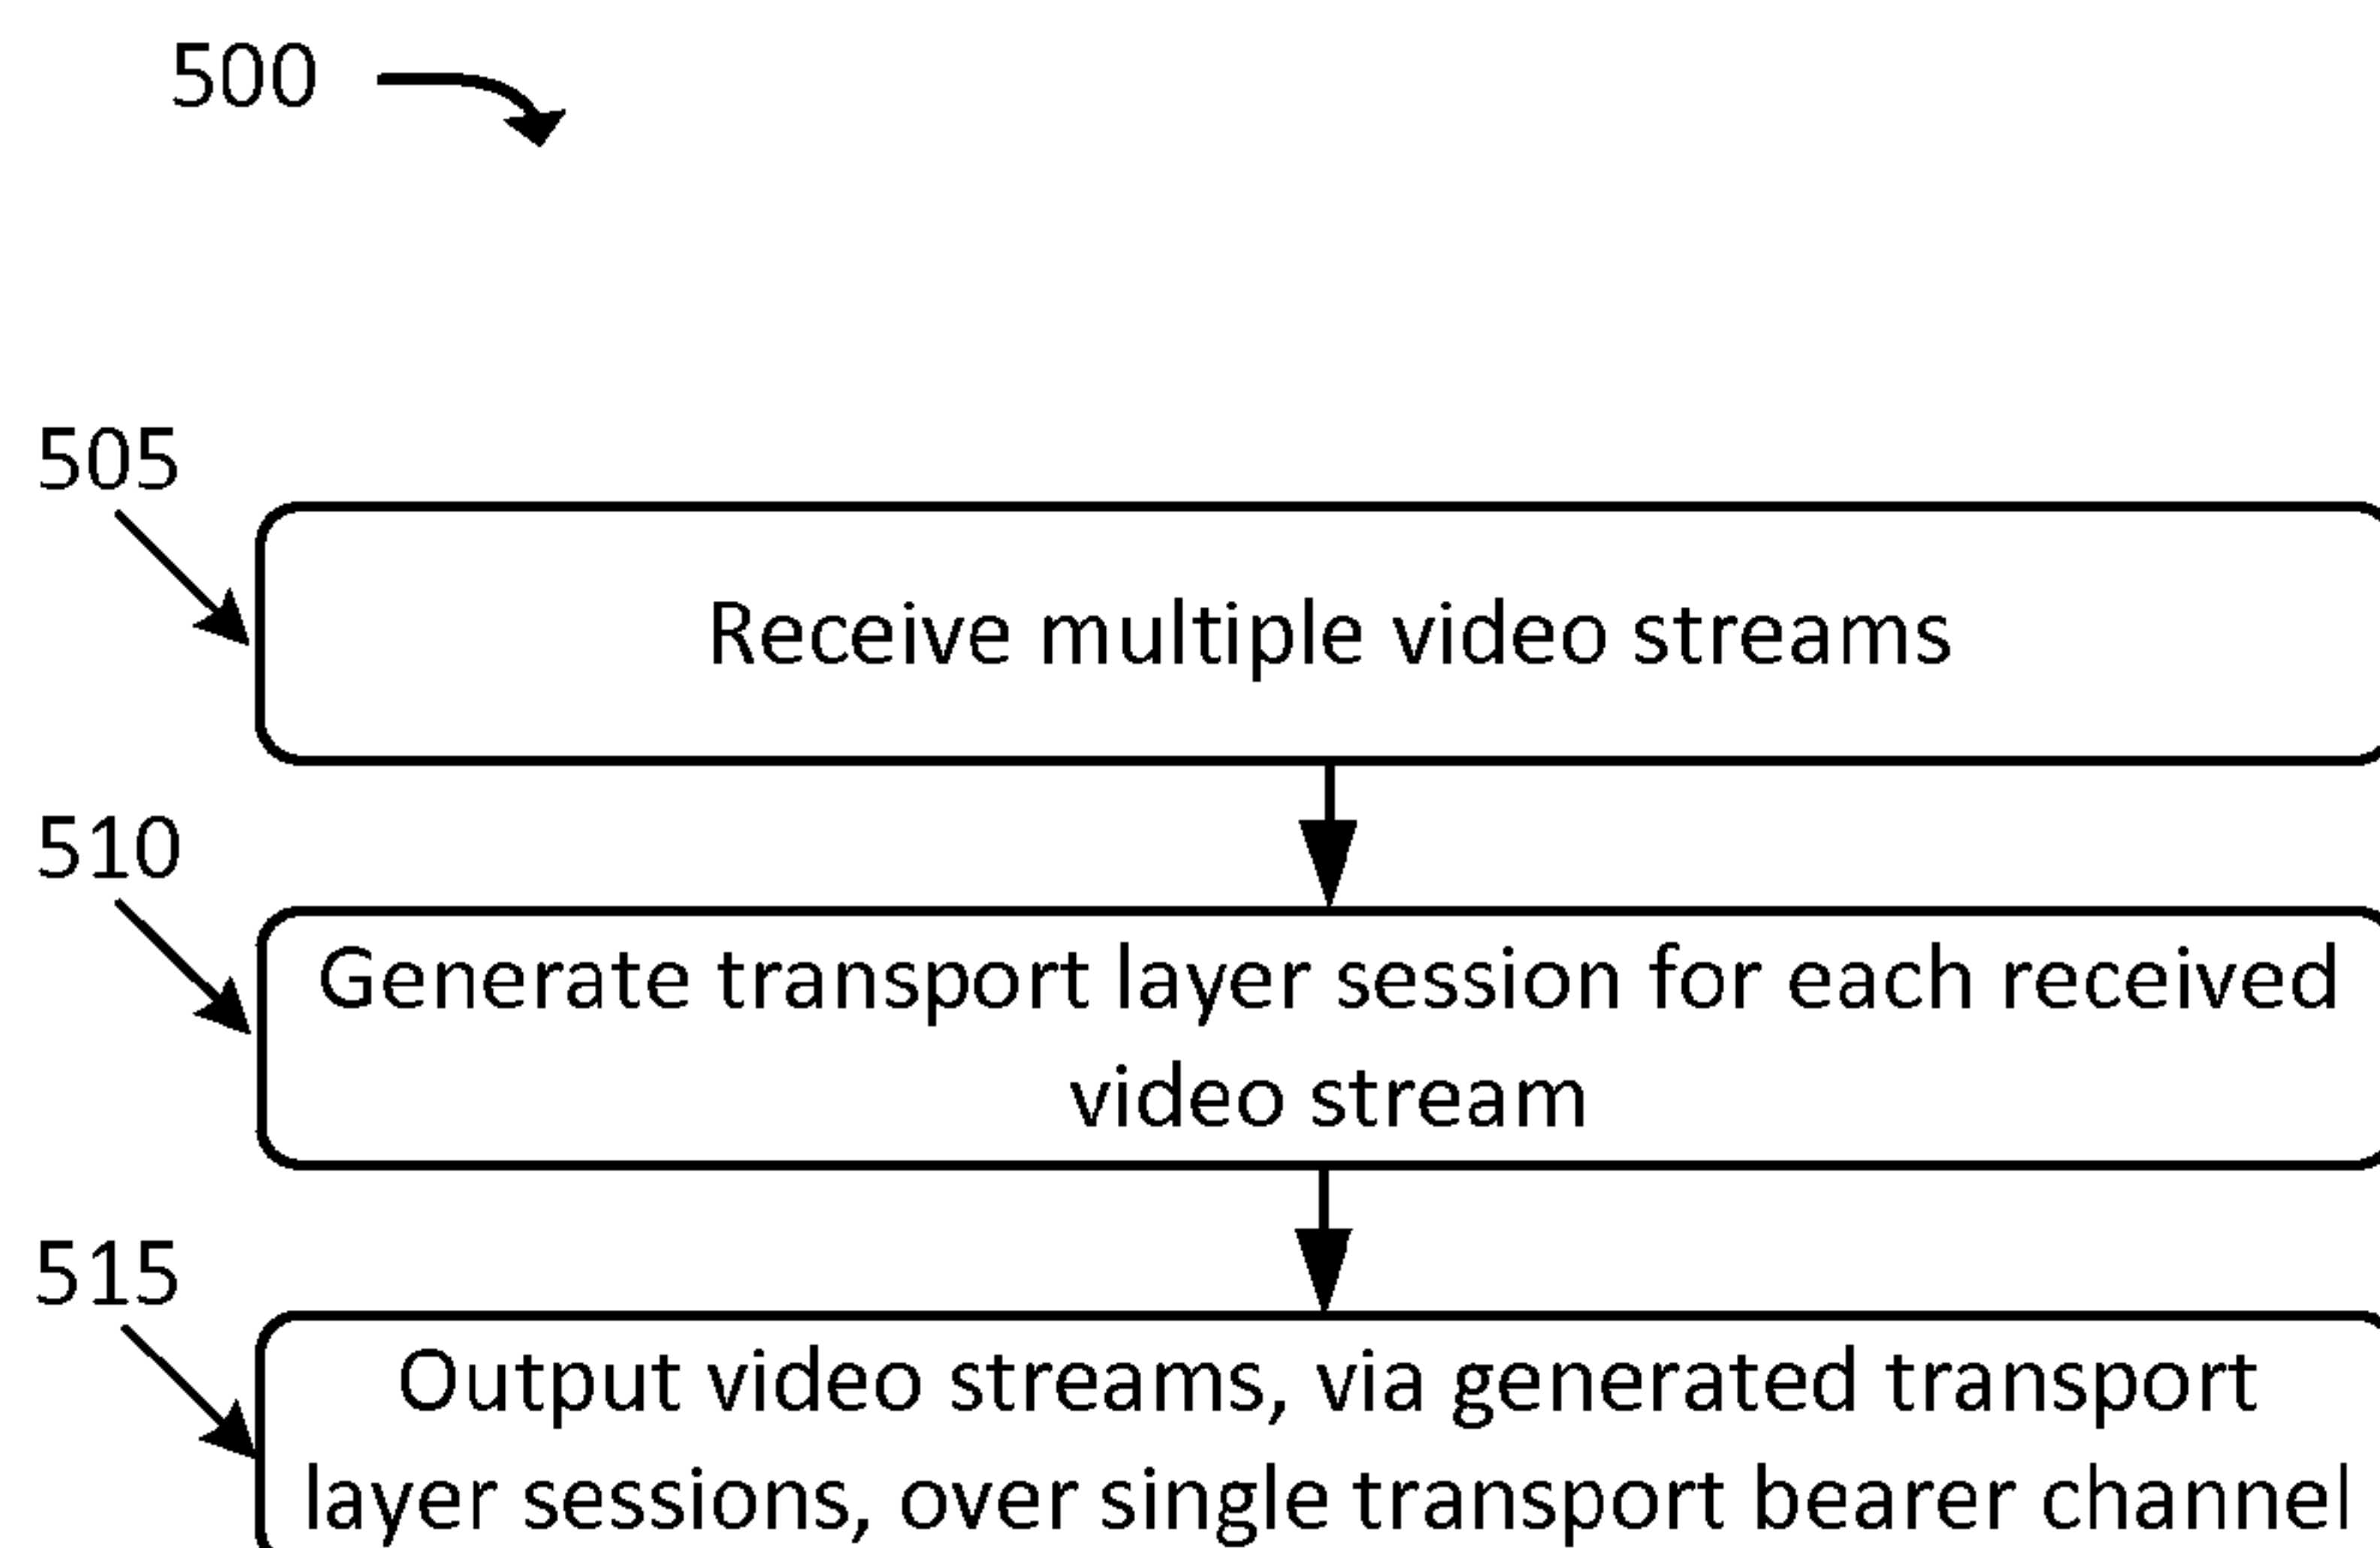 500
505
Receive multiple video streams
510
Generate transport layer session for each received
video stream
515
Output video streams, via generated transport
layer sessions, over single transport bearer channel